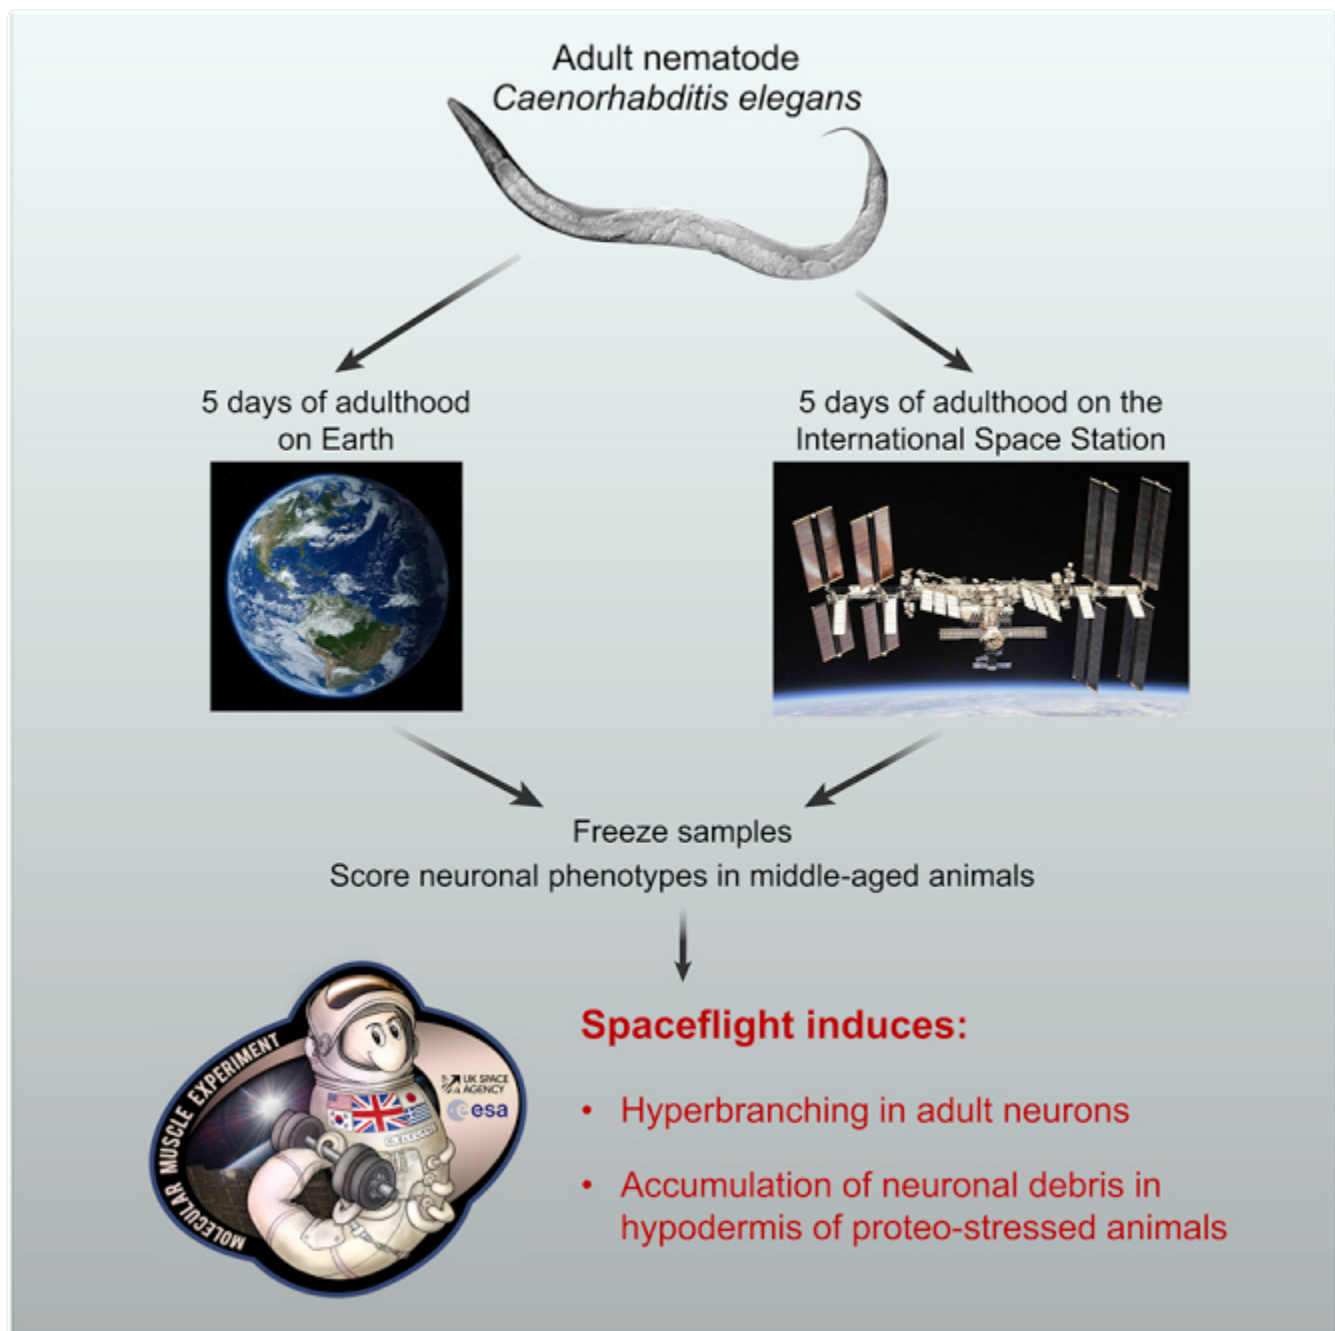 Adult nematode
Caenorhabditis elegans
5 days of adulthood
on Earth
5 days of adulthood on the
International Space Station
Freeze samples
Score neuronal phenotypes in middle-aged animals
Spaceflight induces:
• Hyperbranching in adult neurons
• Accumulation of neuronal debris in
hypodermis of proteo-stressed animals
MOLECULAR MUSCLE EXPERIMENT
UK SPACE
AGENCY
esa